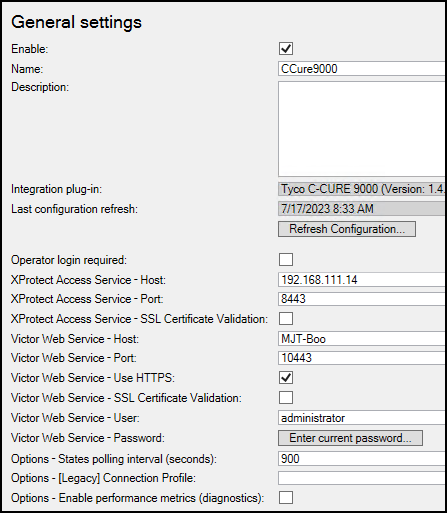 General settings
Enable:
Name: CCure9000
Description:
Integration plug-in: Tyco C-CURE 9000 (Version: 1.4.
Last configuration refresh: 7/17/2023 8:33 AM
Refresh Configuration...
Operator login required:
XProtect Access Service - Host: 192.168.111.14
XProtect Access Service - Port: 8443
XProtect Access Service - SSL Certificate Validation:
Victor Web Service - Host: MJT-Boo
Victor Web Service - Port: 10443
Victor Web Service - Use HTTPS:
Victor Web Service - SSL Certificate Validation:
Victor Web Service - User: administrator
Victor Web Service - Password: Enter current password...
Options - States polling interval (seconds): 900
Options - [Legacy] Connection Profile:
Options - Enable performance metrics (diagnostics):